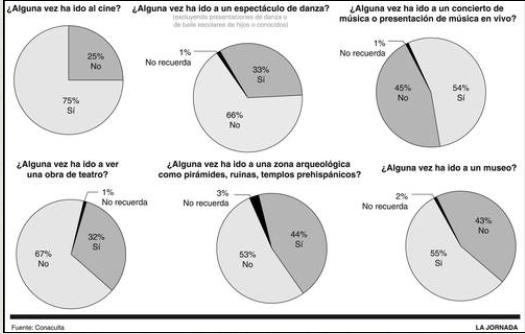 ¿Alguna vez ha ido al cine?
25%
No
75%
Sí
¿Alguna vez ha ido a un espectáculo de danza?
(excluyendo presentaciones de danza o
de baile escolares de hijos o conocidos)
1%
No recuerda
33%
Sí
66%
No
¿Alguna vez ha ido a un concierto de
música o presentación de música en vivo?
1%
No recuerda
45%
No
54%
Sí
¿Alguna vez ha ido a ver
una obra de teatro?
1%
No recuerda
32%
Sí
67%
No
¿Alguna vez ha ido a una zona arqueológica
como pirámides, ruinas, templos prehispánicos?
3%
No recuerda
44%
Sí
53%
No
¿Alguna vez ha ido a un museo?
2%
No recuerda
43%
No
55%
Sí
Fuente: Conaculta
LA JORNADA